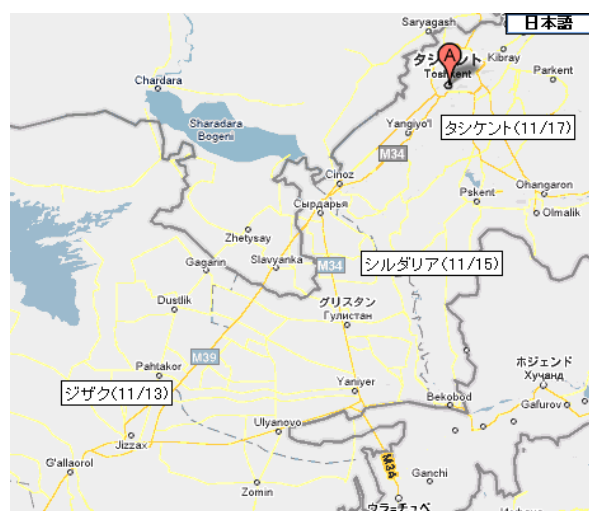 Saryagash
日本語
タシケント
Toshkent
A
Kibray
Parkent
Chardara
Sharadara
Bogeni
Yangiyo'l
タシケント(11/17)
M34
Cinoz
Pskent
Ohangaron
Olmalik
Сырдарья
Zhetysay
Gagarin
Slavyanka
M34
シルダリア(11/15)
Dustlik
グリスタン
Гулистан
M39
Pahtakor
ホジェンド
Хучанд
ジザク(11/13)
Yaniyer
Bekobod
Gafurov
Jizzax
Ulyanovo
G'allaorol
M34
Ganchi
Zomin
ウラ=チュベ